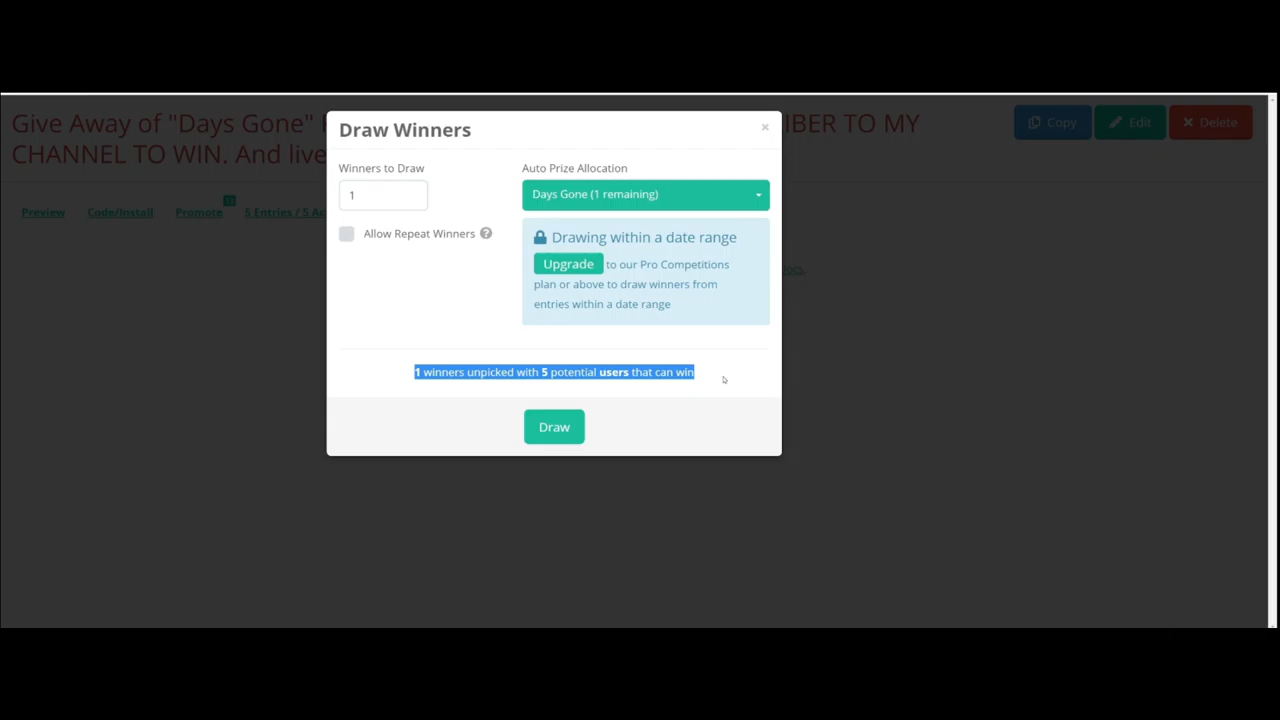 Give Away of "Days Gone"
IBER TO MY
CHANNEL TO WIN. And live
Copy
Edit
Delete
Preview
Code/Install
Promote
5 Entries / 5 Ac
Draw Winners
×
Winners to Draw
1
Allow Repeat Winners
Auto Prize Allocation
Days Gone (1 remaining)
Drawing within a date range
Upgrade to our Pro Competitions
plan or above to draw winners from
entries within a date range
1 winners unpicked with 5 potential users that can win
Draw